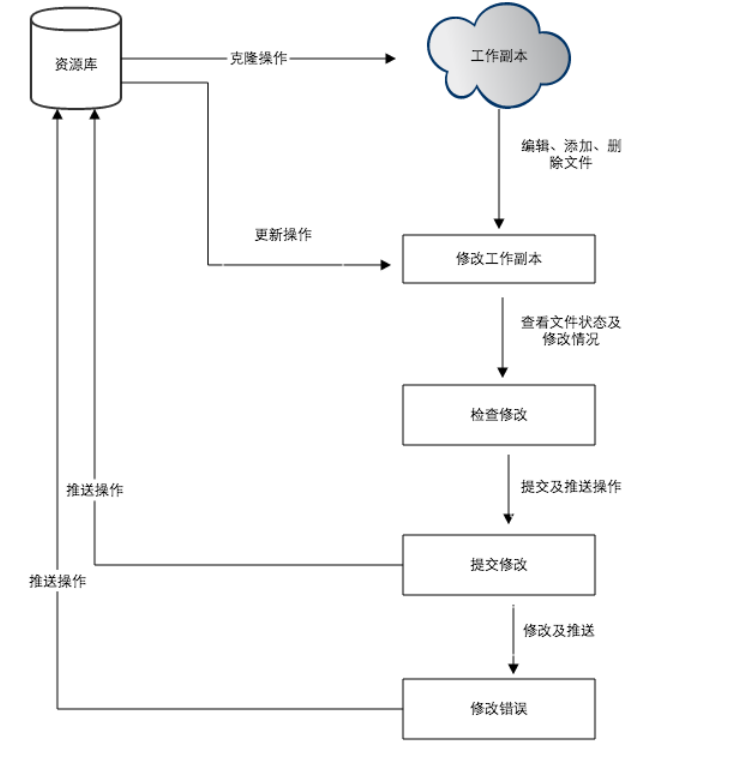 资源库
克隆操作
工作副本
编辑、添加、删
除文件
更新操作
修改工作副本
查看文件状态及
修改情况
检查修改
推送操作
提交及推送操作
提交修改
推送操作
修改及推送
修改错误